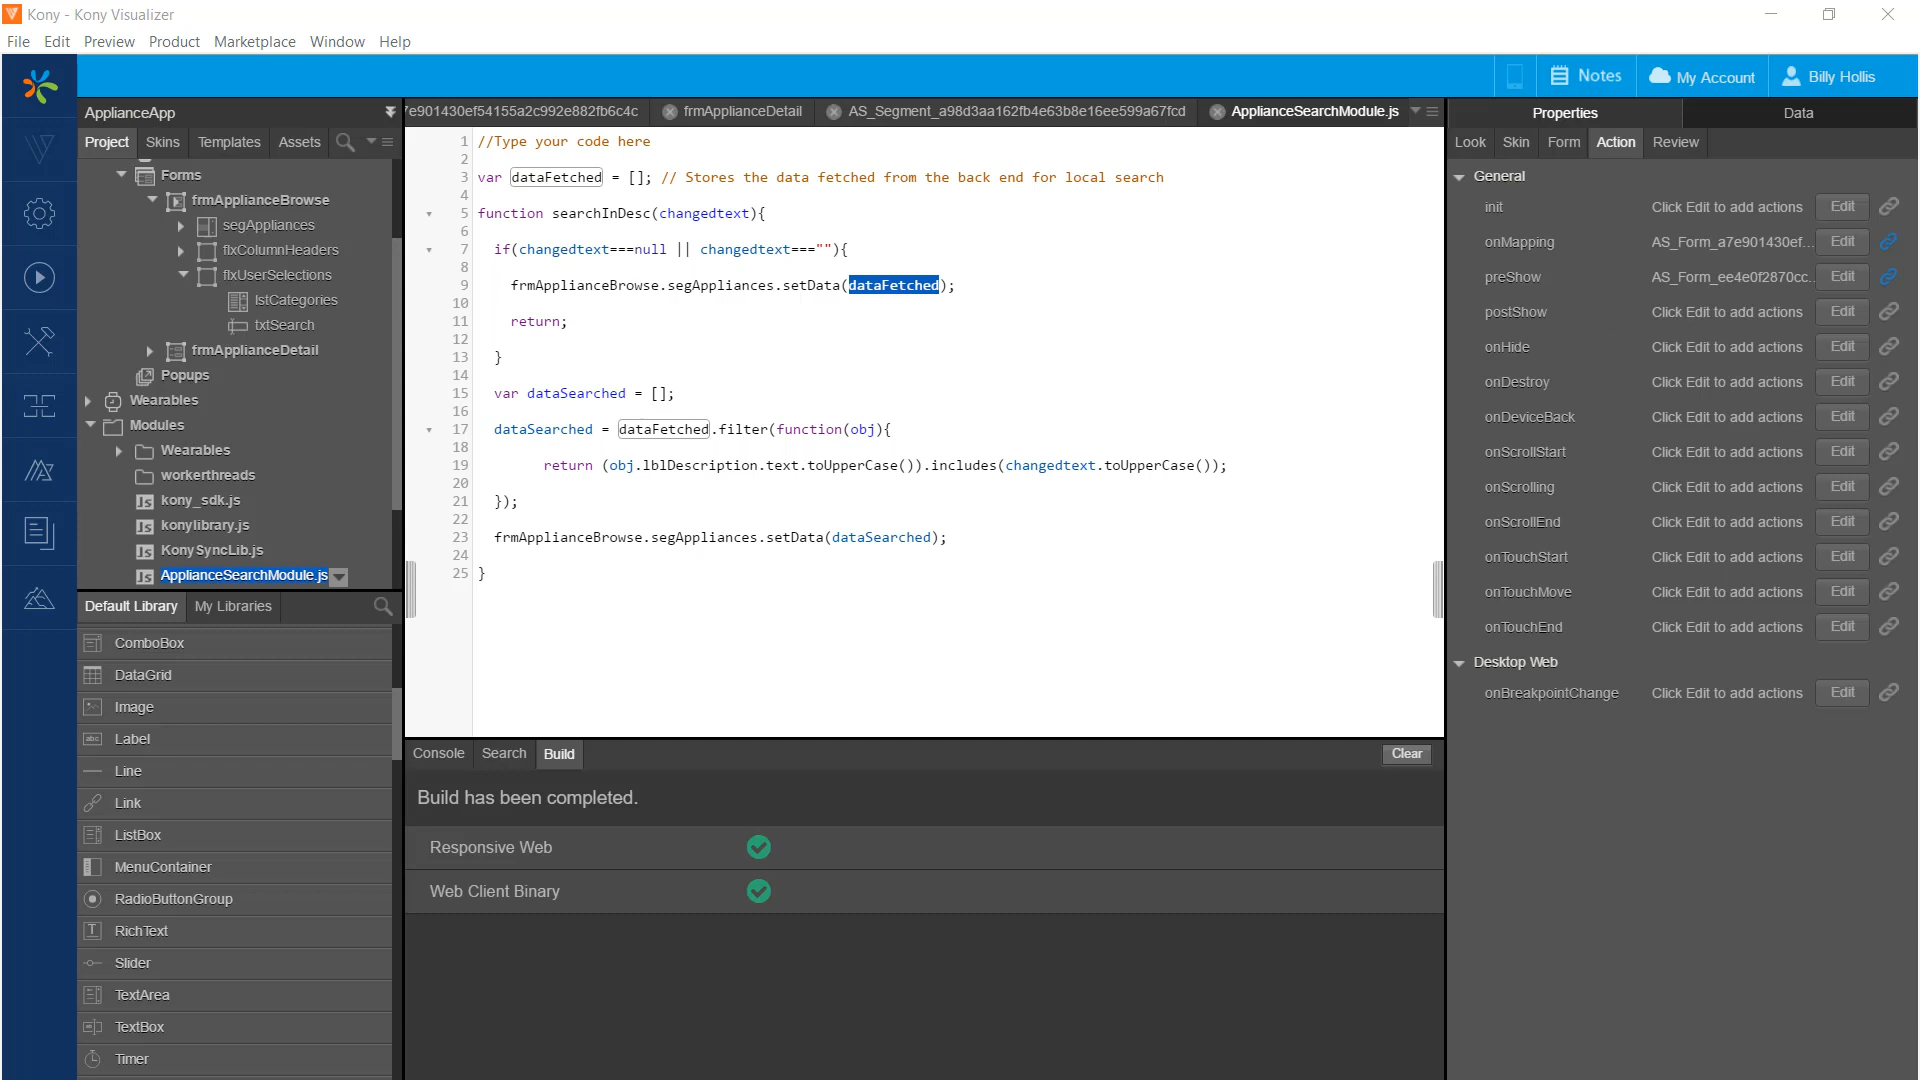 Kony - Kony Visualizer
File Edit Preview Product Marketplace Window Help
Notes My Account Billy Hollis
ApplianceApp
Project Skins Templates Assets
Forms
frmApplianceBrowse
segAppliances
flxColumnHeaders
flxUserSelections
lstCategories
txtSearch
frmApplianceDetail
Popups
Wearables
Modules
Wearables
workerthreads
Js kony_sdk.js
Js konylibrary.js
Js KonySyncLib.js
Js ApplianceSearchModule.js
Default Library My Libraries
ComboBox
DataGrid
Image
abc Label
Line
Link
ListBox
MenuContainer
RadioButtonGroup
T RichText
Slider
TextArea
TextBox
Timer
7e901430ef54155a2c992e882fb6c4c frmApplianceDetail AS_Segment_a98d3aa162fb4e63b8e16ee599a67fcd ApplianceSearchModule.js
1 //Type your code here
2
3 var dataFetched = []; // Stores the data fetched from the back end for local search
4
5 function searchInDesc(changedtext){
6
7 if(changedtext===null || changedtext===""){
8
9 frmApplianceBrowse.segAppliances.setData(dataFetched);
10
11 return;
12
13 }
14
15 var dataSearched = [];
16
17 dataSearched = dataFetched.filter(function(obj){
18
19 return (obj.lblDescription.text.toUpperCase()).includes(changedtext.toUpperCase());
20
21 });
22
23 frmApplianceBrowse.segAppliances.setData(dataSearched);
24
25 }
Console Search Build Clear
Build has been completed.
Responsive Web
Web Client Binary
Properties Data
Look Skin Form Action Review
General
init Click Edit to add actions Edit
onMapping AS_Form_a7e901430ef... Edit
preShow AS_Form_ee4e0f2870cc... Edit
postShow Click Edit to add actions Edit
onHide Click Edit to add actions Edit
onDestroy Click Edit to add actions Edit
onDeviceBack Click Edit to add actions Edit
onScrollStart Click Edit to add actions Edit
onScrolling Click Edit to add actions Edit
onScrollEnd Click Edit to add actions Edit
onTouchStart Click Edit to add actions Edit
onTouchMove Click Edit to add actions Edit
onTouchEnd Click Edit to add actions Edit
Desktop Web
onBreakpointChange Click Edit to add actions Edit